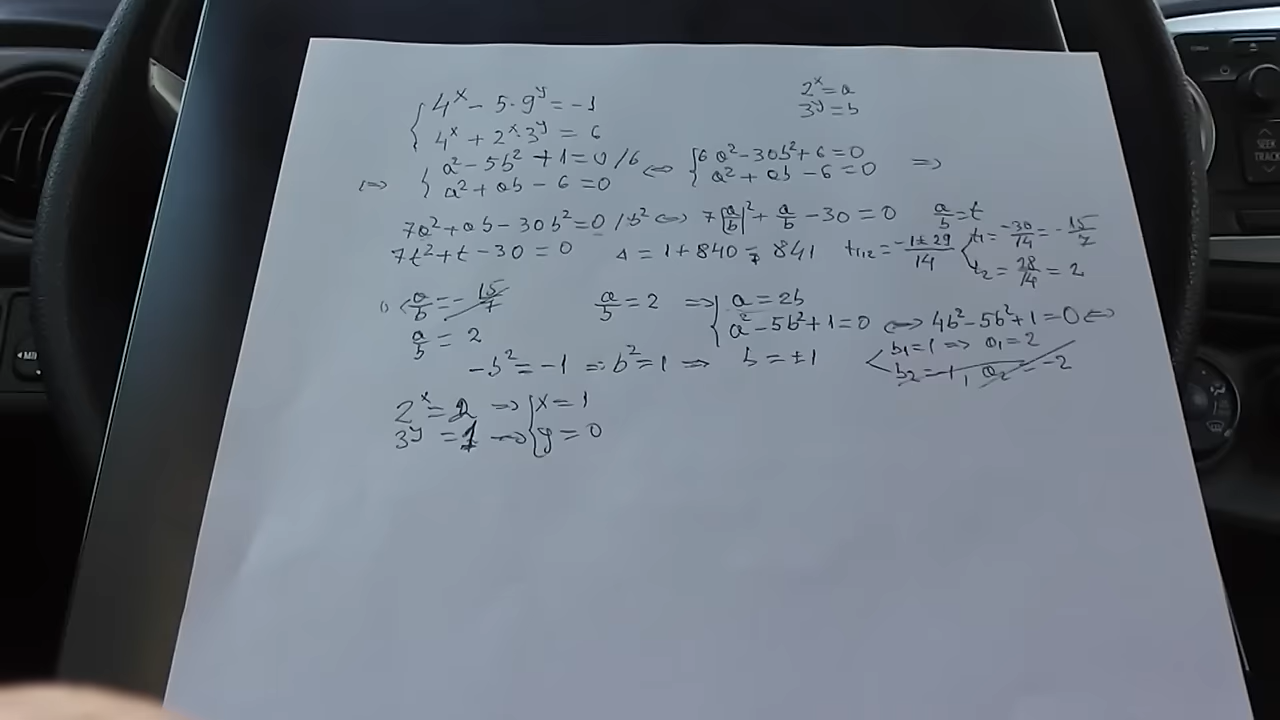 4^x - 5·9^y = -1
2^x = a
4^x + 2^x·3^y = 6
3^y = b
⇔ { a² - 5b² + 1 = 0 /6 ⇔ { 6a² - 30b² + 6 = 0 ⇒
a² + ab - 6 = 0 a² + ab - 6 = 0
7a² + ab - 30b² = 0 /b² ⇔ 7(a/b)² + a/b - 30 = 0 a/b = t
7t² + t - 30 = 0 Δ = 1 + 840 = 841 t₁,₂ = (-1 ± 29)/14 t₁ = -30/14 = -15/7
t₂ = 28/14 = 2
0 < a/b = -15/7 a/b = 2 ⇒ { a = 2b
a² - 5b² + 1 = 0 ⇔ 4b² - 5b² + 1 = 0 ⇔
a/b = 2
-b² = -1 ⇒ b² = 1 ⇒ b = ±1 < b₁ = 1 ⇒ a₁ = 2
b₂ = -1, a₂ = -2
2^x = 2 ⇒ { x = 1
3^y = 1 ⇒ { y = 0
SEEK
TRACK